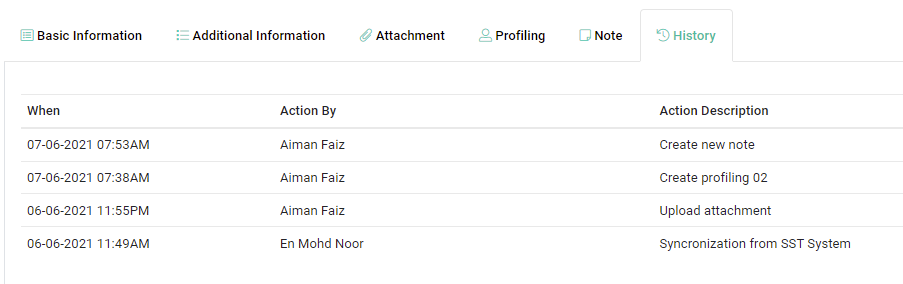 Basic Information Additional Information Attachment Profiling Note History
When Action By Action Description
07-06-2021 07:53AM Aiman Faiz Create new note
07-06-2021 07:38AM Aiman Faiz Create profiling 02
06-06-2021 11:55PM Aiman Faiz Upload attachment
06-06-2021 11:49AM En Mohd Noor Syncronization from SST System